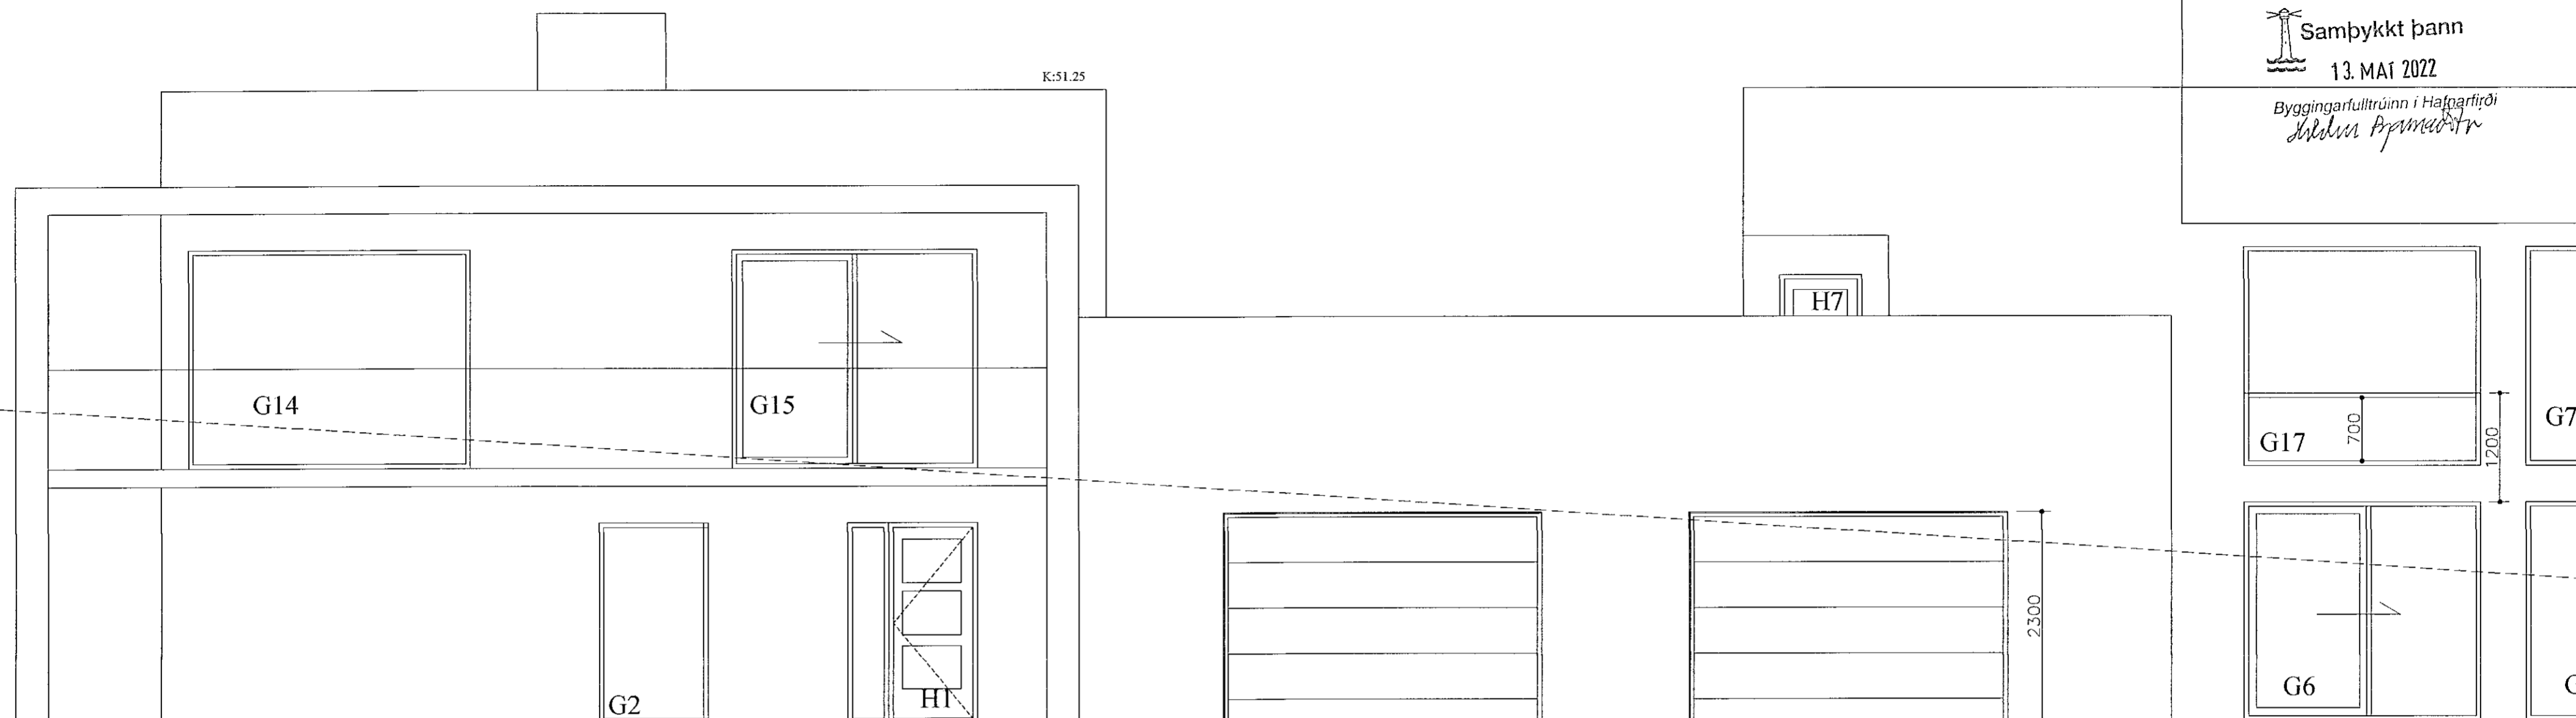 Samþykkt þann
13. MAÍ 2022
Byggingarfulltrúinn í Hafnarfirði
K:51.25
H7
G14
G15
G17
700
1200
G7
2300
G2
H1
G6